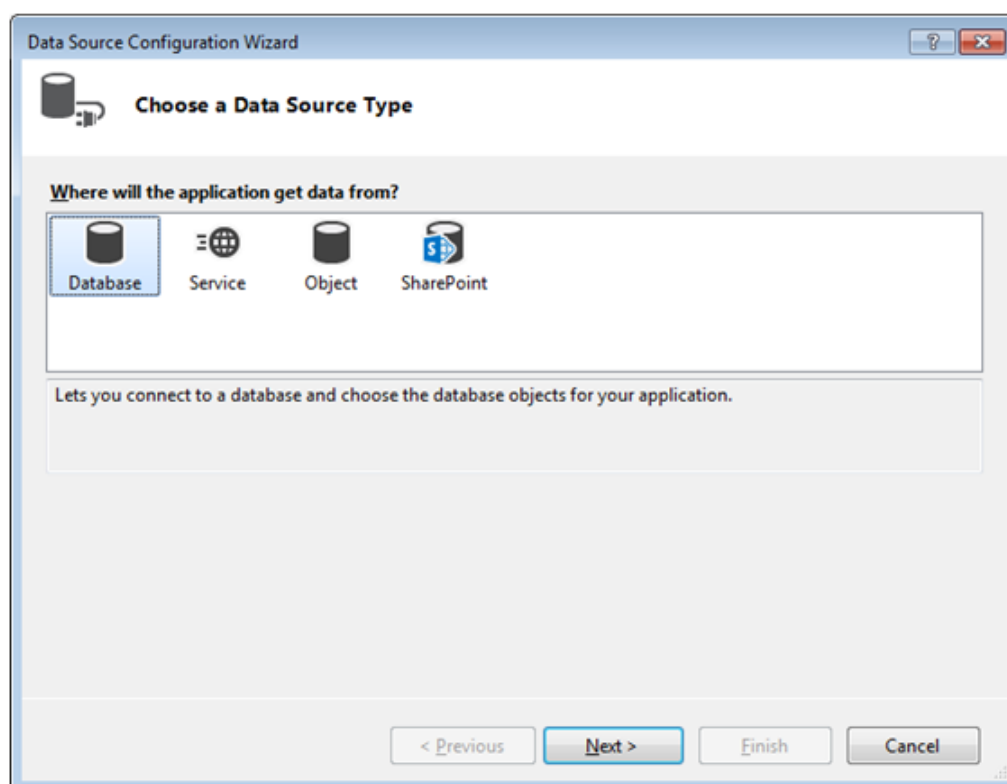 Data Source Configuration Wizard
?
Choose a Data Source Type
Where will the application get data from?
Database Service Object SharePoint
Lets you connect to a database and choose the database objects for your application.
< Previous Next > Finish Cancel